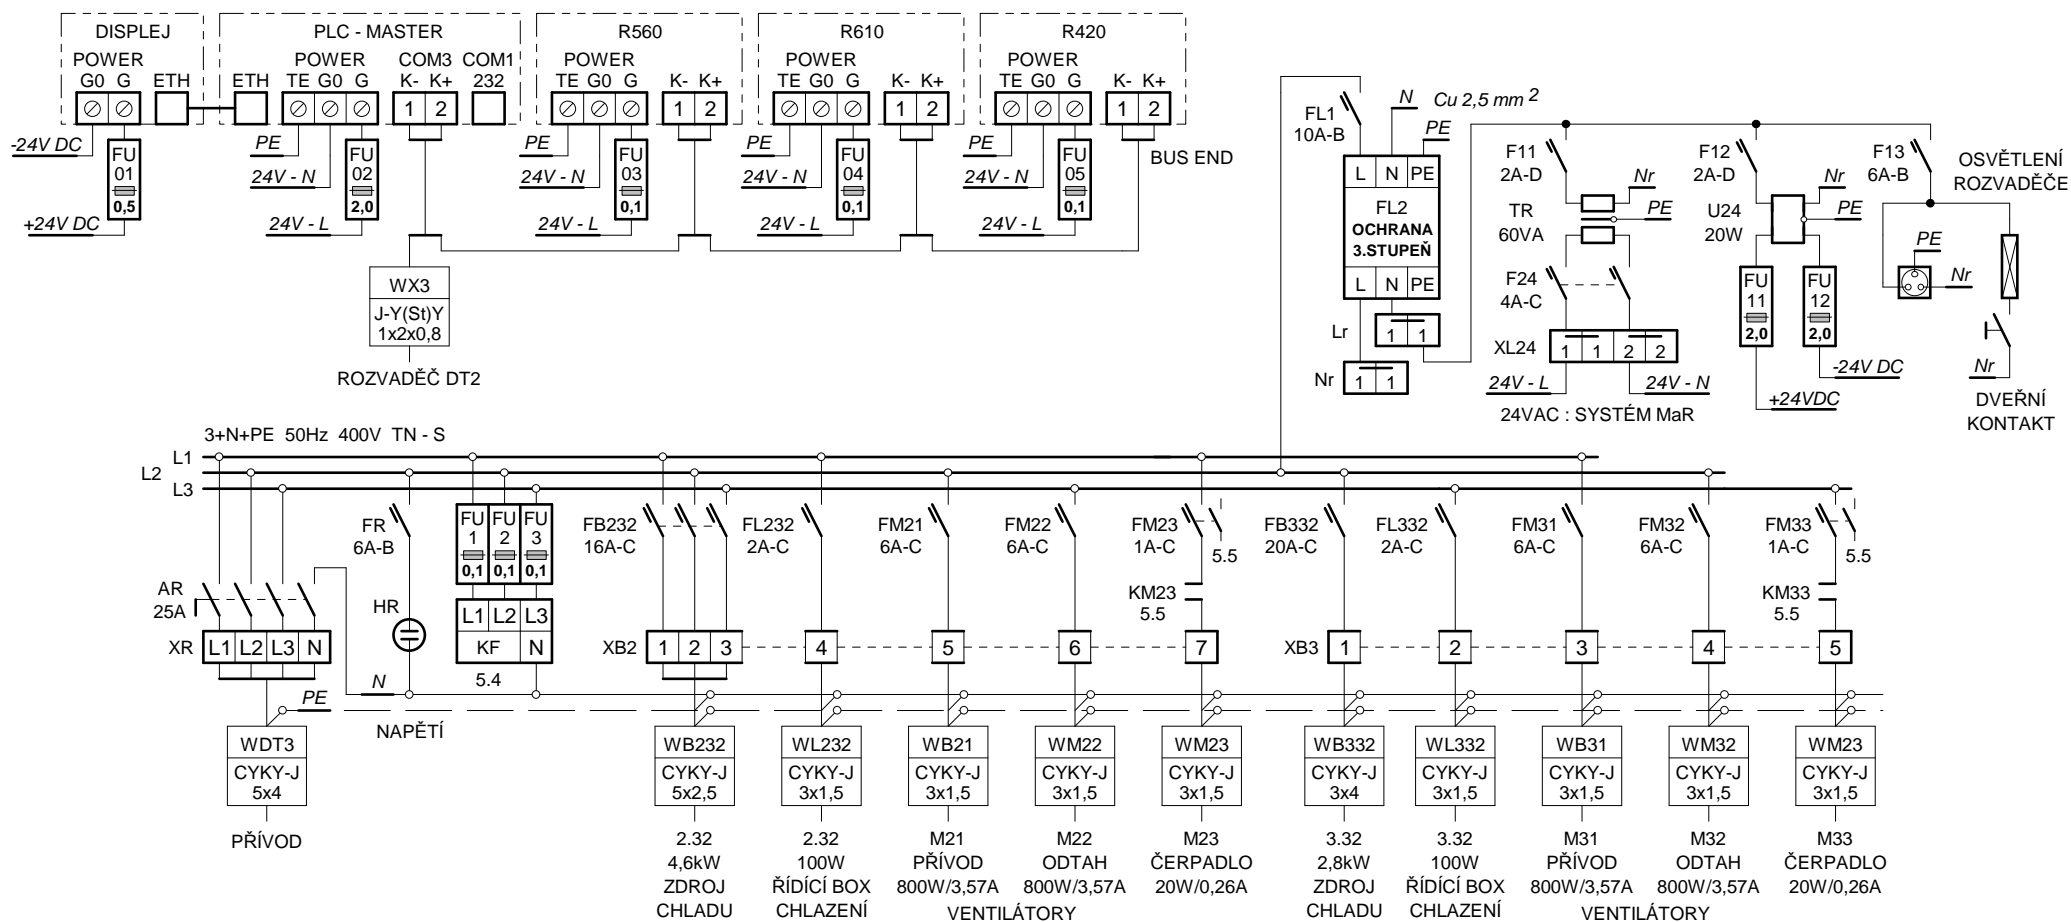 DISPLEJ
PLC - MASTER
R560
R610
R420
POWER
POWER
COM3
COM1
POWER
POWER
POWER
G0 G
ETH
ETH
TE G0 G
K- K+
232
TE G0 G
K- K+
TE G0 G
K- K+
TE G0 G
K- K+
1 2
1 2
1 2
1 2
-24V DC
FU 01 0,5
+24V DC
PE
24V - N
24V - L
FU 02 2,0
PE
24V - N
24V - L
FU 03 0,1
PE
24V - N
24V - L
FU 04 0,1
PE
24V - N
24V - L
FU 05 0,1
BUS END
WX3
J-Y(St)Y
1x2x0,8
ROZVADĚČ DT2
FL1
10A-B
N
Cu 2,5 mm 2
PE
L N PE
FL2
OCHRANA
3.STUPEŇ
L N PE
Lr
1 1
Nr
1 1
F11
2A-D
Nr
PE
TR
60VA
F24
4A-C
XL24
1 1 2 2
24V - L
24V - N
24VAC : SYSTÉM MaR
F12
2A-D
Nr
PE
U24
20W
FU 11 2,0
FU 12 2,0
-24V DC
+24VDC
F13
6A-B
OSVĚTLENÍ
ROZVADĚČE
PE
Nr
Nr
DVEŘNÍ
KONTAKT
3+N+PE 50Hz 400V TN - S
L1
L2
L3
FR
6A-B
FU 1 0,1
FU 2 0,1
FU 3 0,1
FB232
16A-C
FL232
2A-C
FM21
6A-C
FM22
6A-C
FM23
1A-C
5.5
FB332
20A-C
FL332
2A-C
FM31
6A-C
FM32
6A-C
FM33
1A-C
5.5
AR
25A
HR
L1 L2 L3
KF N
5.4
KM23
5.5
KM33
5.5
XR
L1 L2 L3 N
XB2
1 2 3
4
5
6
7
XB3
1
2
3
4
5
N
PE
NAPĚTÍ
WDT3
CYKY-J
5x4
PŘÍVOD
WB232
CYKY-J
5x2,5
2.32
4,6kW
ZDROJ
CHLADU
WL232
CYKY-J
3x1,5
2.32
100W
ŘÍDÍCÍ BOX
CHLAZENÍ
WB21
CYKY-J
3x1,5
M21
PŘÍVOD
800W/3,57A
WM22
CYKY-J
3x1,5
M22
ODTAH
800W/3,57A
VENTILÁTORY
WM23
CYKY-J
3x1,5
M23
ČERPADLO
20W/0,26A
WB332
CYKY-J
3x4
3.32
2,8kW
ZDROJ
CHLADU
WL332
CYKY-J
3x1,5
3.32
100W
ŘÍDÍCÍ BOX
CHLAZENÍ
WB31
CYKY-J
3x1,5
M31
PŘÍVOD
800W/3,57A
WM32
CYKY-J
3x1,5
M32
ODTAH
800W/3,57A
VENTILÁTORY
WM23
CYKY-J
3x1,5
M33
ČERPADLO
20W/0,26A